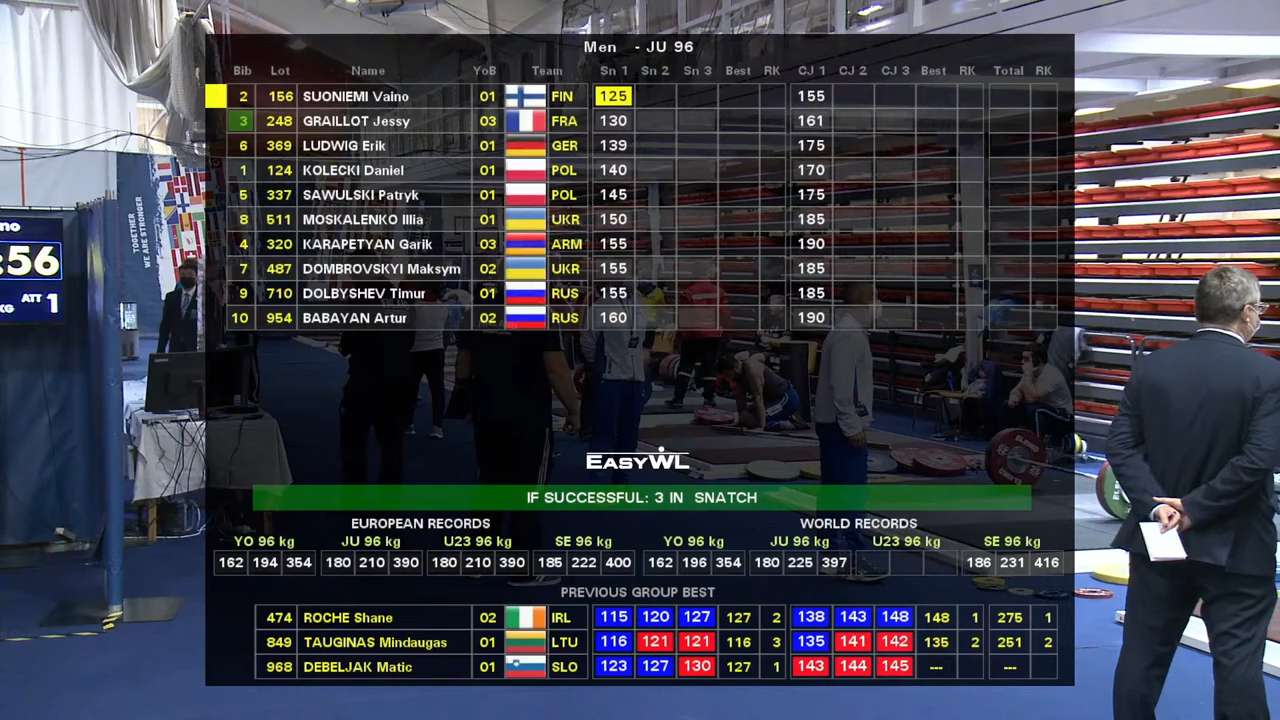 Men - JU 96
Bib Lot Name YoB Team Sn 1 Sn 2 Sn 3 Best RK CJ 1 CJ 2 CJ 3 Best RK Total RK
2 156 SUONIEMI Vaino 01 FIN 125 155
3 248 GRAILLOT Jessy 03 FRA 130 161
6 369 LUDWIG Erik 01 GER 139 175
1 124 KOLECKI Daniel 01 POL 140 170
5 337 SAWULSKI Patryk 01 POL 145 175
8 511 MOSKALENKO Illia 01 UKR 150 185
4 320 KARAPETYAN Garik 03 ARM 155 190
7 487 DOMBROVSKYI Maksym 02 UKR 155 185
9 710 DOLBYSHEV Timur 01 RUS 155 185
10 954 BABAYAN Artur 02 RUS 160 190
TOGETHER
WE ARE STRONGER
no
:56
KG ATT 1
lenovo
ELEIKO
EASYWL
IF SUCCESSFUL: 3 IN SNATCH
EUROPEAN RECORDS WORLD RECORDS
YO 96 kg JU 96 kg U23 96 kg SE 96 kg YO 96 kg JU 96 kg U23 96 kg SE 96 kg
162 194 354 180 210 390 180 210 390 185 222 400 162 196 354 180 225 397 186 231 416
PREVIOUS GROUP BEST
474 ROCHE Shane 02 IRL 115 120 127 127 2 138 143 148 148 1 275 1
849 TAUGINAS Mindaugas 01 LTU 116 121 121 116 3 135 141 142 135 2 251 2
968 DEBELJAK Matic 01 SLO 123 127 130 127 1 143 144 145 --- ---